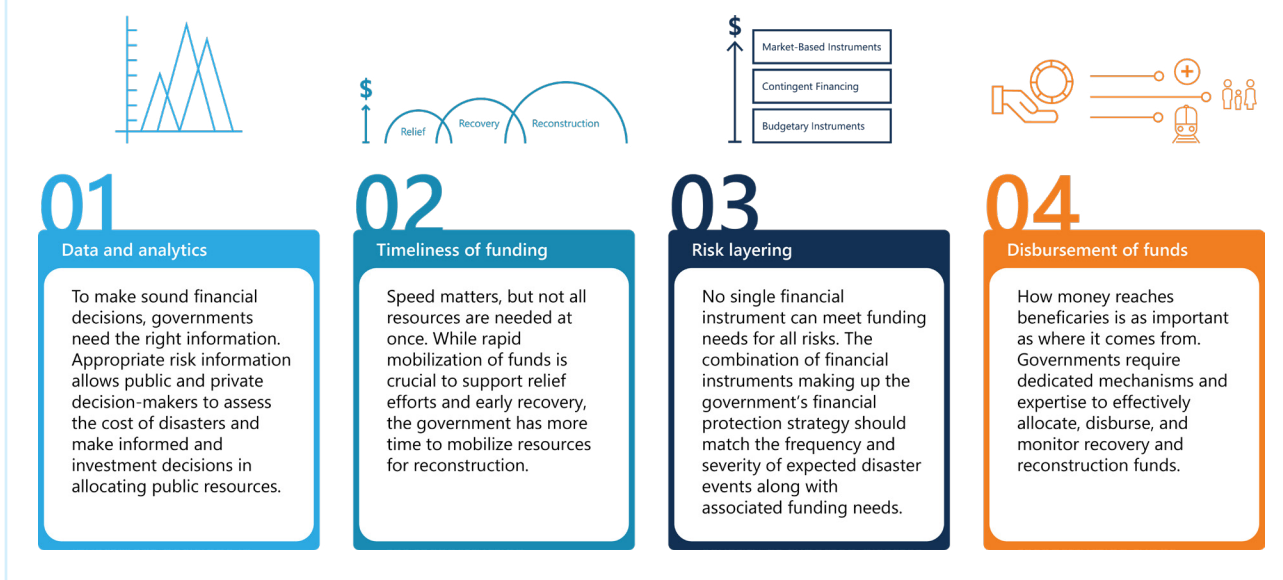 $
Relief
Recovery
Reconstruction
$
Market-Based Instruments
Contingent Financing
Budgetary Instruments
01
Data and analytics
To make sound financial
decisions, governments
need the right information.
Appropriate risk information
allows public and private
decision-makers to assess
the cost of disasters and
make informed and
investment decisions in
allocating public resources.
02
Timeliness of funding
Speed matters, but not all
resources are needed at
once. While rapid
mobilization of funds is
crucial to support relief
efforts and early recovery,
the government has more
time to mobilize resources
for reconstruction.
03
Risk layering
No single financial
instrument can meet funding
needs for all risks. The
combination of financial
instruments making up the
government’s financial
protection strategy should
match the frequency and
severity of expected disaster
events along with
associated funding needs.
04
Disbursement of funds
How money reaches
beneficiaries is as important
as where it comes from.
Governments require
dedicated mechanisms and
expertise to effectively
allocate, disburse, and
monitor recovery and
reconstruction funds.